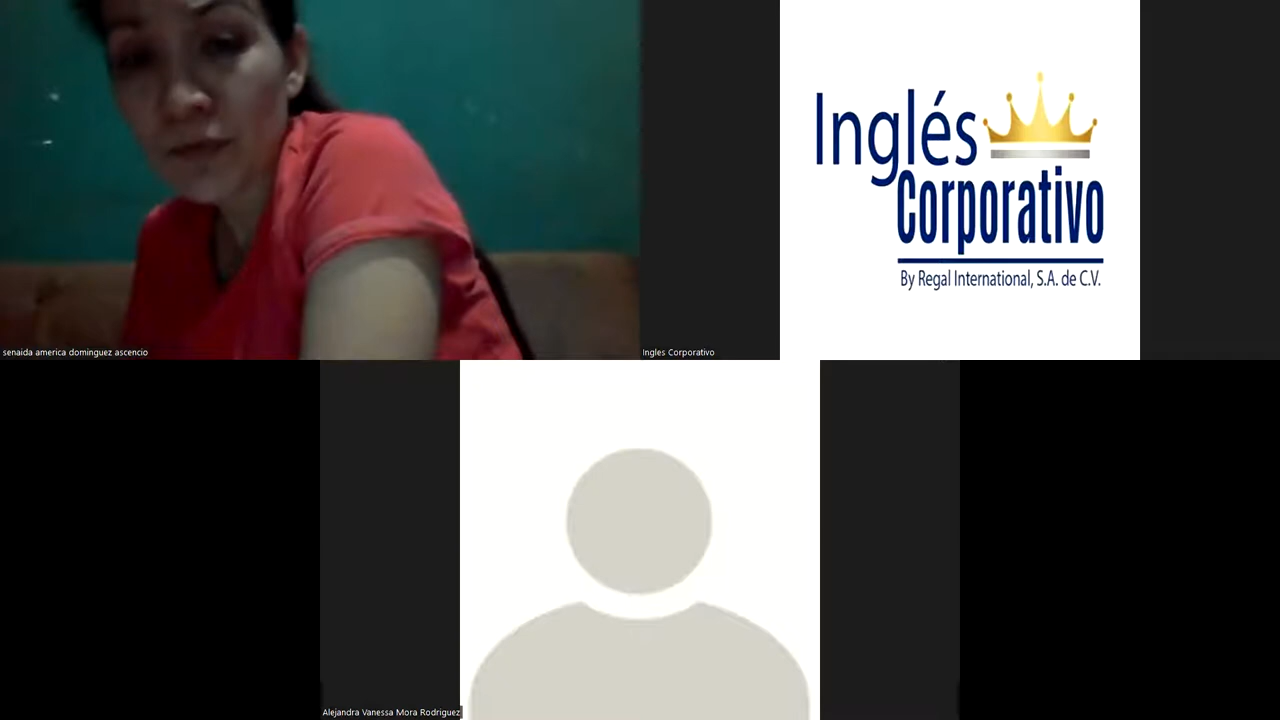 Inglés
Corporativo
By Regal International, S.A. de C.V.
senaida america dominguez ascencio
Ingles Corporativo
Alejandra Vanessa Mora Rodriguez